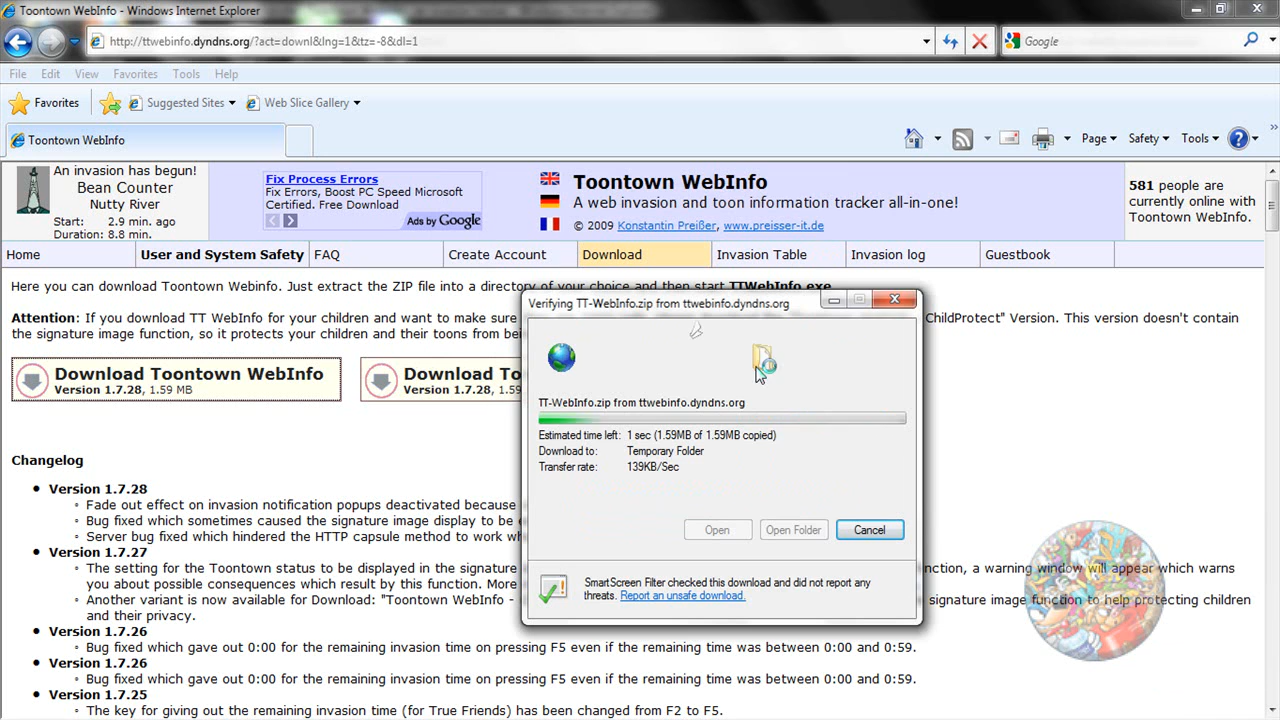 Toontown WebInfo - Windows Internet Explorer
http://ttwebinfo.dyndns.org/?act=downl&lng=1&tz=-8&dl=1
Google
File Edit View Favorites Tools Help
Favorites Suggested Sites Web Slice Gallery
Toontown WebInfo
Page Safety Tools
An invasion has begun!
Bean Counter
Nutty River
Start: 2.9 min. ago
Duration: 8.8 min.
Fix Process Errors
Fix Errors, Boost PC Speed Microsoft
Certified. Free Download
Ads by Google
Toontown WebInfo
A web invasion and toon information tracker all-in-one!
© 2009 Konstantin Preißer, www.preisser-it.de
581 people are
currently online with
Toontown WebInfo.
Home User and System Safety FAQ Create Account Download Invasion Table Invasion log Guestbook
Here you can download Toontown Webinfo. Just extract the ZIP file into a directory of your choice and then start TTWebInfo.exe.
Attention: If you download TT WebInfo for your children and want to make sure
ChildProtect" Version. This version doesn't contain
the signature image function, so it protects your children and their toons from
Download Toontown WebInfo
Version 1.7.28, 1.59 MB
Download To
Version 1.7.28, 1.59
Verifying TT-WebInfo.zip from ttwebinfo.dyndns.org
TT-WebInfo.zip from ttwebinfo.dyndns.org
Estimated time left: 1 sec (1.59MB of 1.59MB copied)
Download to: Temporary Folder
Transfer rate: 139KB/Sec
Open Open Folder Cancel
SmartScreen Filter checked this download and did not report any
threats. Report an unsafe download.
Changelog
Version 1.7.28
Fade out effect on invasion notification popups deactivated because
Bug fixed which sometimes caused the signature image display to be
Server bug fixed which hindered the HTTP capsule method to work
Version 1.7.27
The setting for the Toontown status to be displayed in the signature
nction, a warning window will appear which warns
you about possible consequences which result by this function. More
Another variant is now available for Download: "Toontown WebInfo -
signature image function to help protecting children
and their privacy.
Version 1.7.26
Bug fixed which gave out 0:00 for the remaining invasion time on pressing F5 even if the remaining time was between 0:00 and 0:59.
Version 1.7.26
Bug fixed which gave out 0:00 for the remaining invasion time on pressing F5 even if the remaining time was between 0:00 and 0:59.
Version 1.7.25
The key for giving out the remaining invasion time (for True Friends) has been changed from F2 to F5.